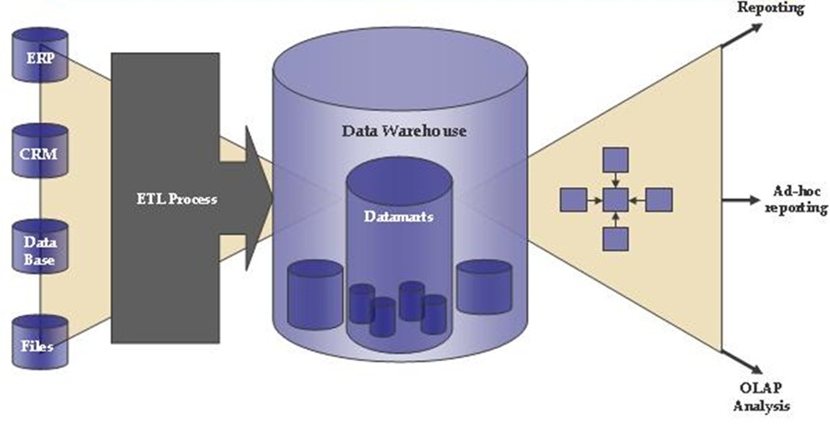 ERP
CRM
Data
Base
Files
ETL Process
Data Warehouse
Datamarts
Reporting
Ad-hoc
reporting
OLAP
Analysis